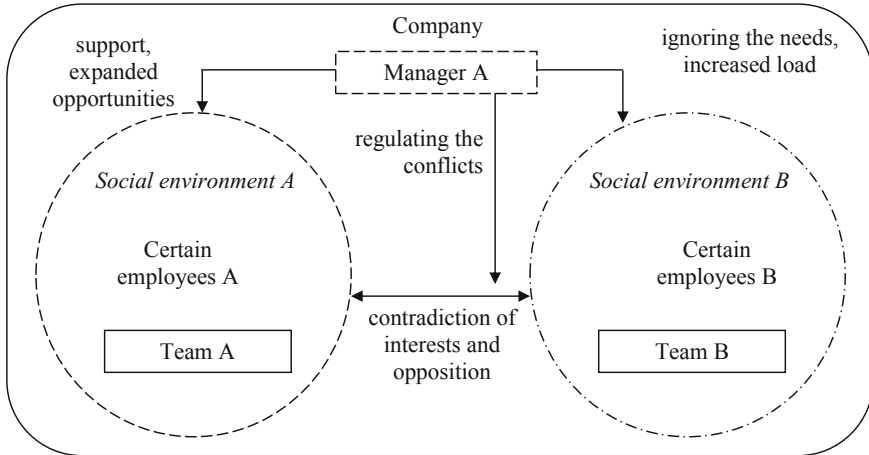 Company
support,
expanded
opportunities
Manager A
ignoring the needs,
increased load
regulating the
conflicts
Social environment A
Social environment B
Certain
employees A
Certain
employees B
contradiction of
interests and
opposition
Team A
Team B